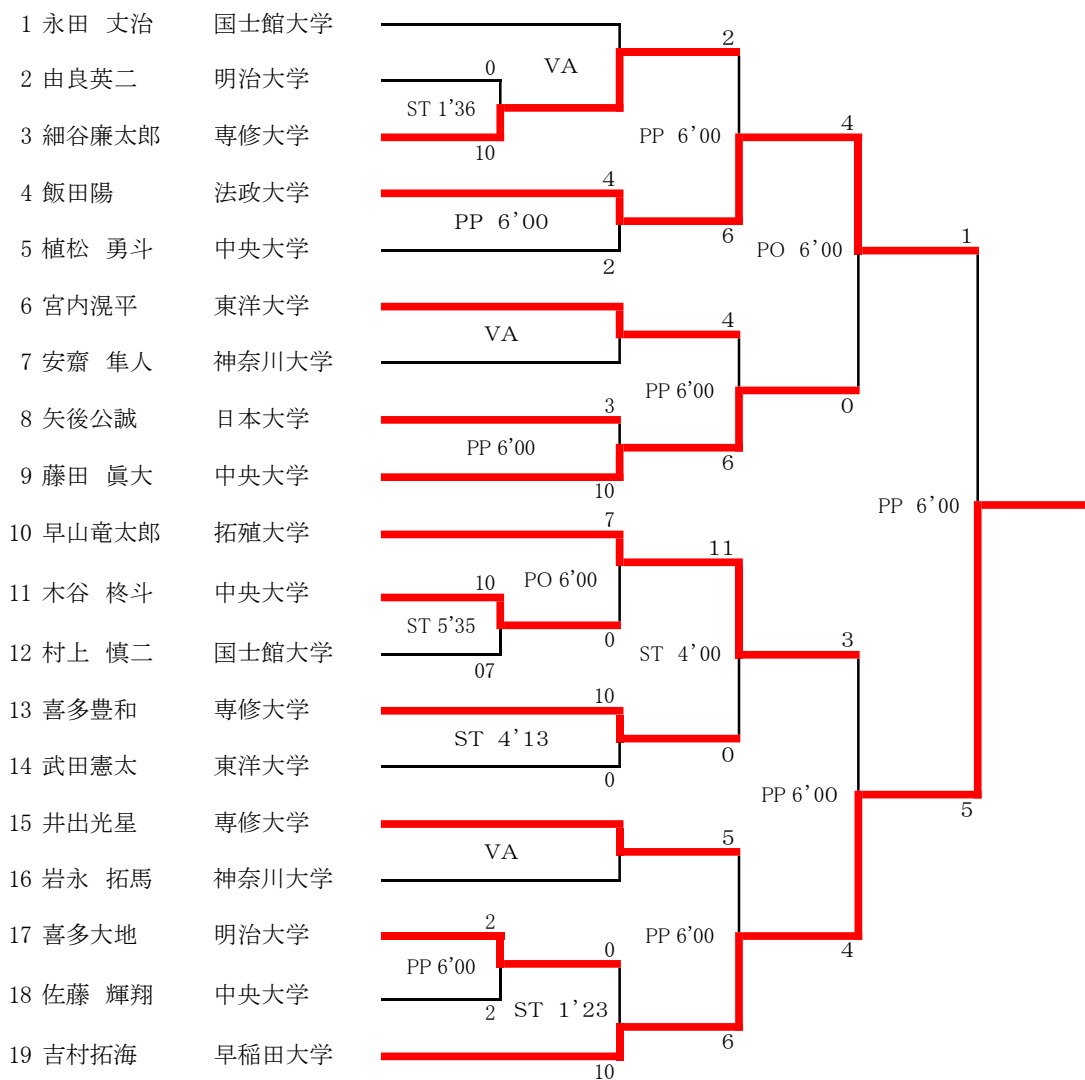 1 永田 丈治 国士館大学
2
0
VA
2 由良英二 明治大学
ST 1'36
3 細谷廉太郎 専修大学
10
PP 6'00
4
4 飯田陽 法政大学
4
PP 6'00
6
5 植松 勇斗 中央大学
2
PO 6'00
1
6 宮内滉平 東洋大学
VA
4
7 安齋 隼人 神奈川大学
PP 6'00
0
8 矢後公誠 日本大学
3
PP 6'00
6
9 藤田 眞大 中央大学
10
PP 6'00
10 早山竜太郎 拓殖大学
7
11
11 木谷 柊斗 中央大学
10
PO 6'00
ST 5'35
0
12 村上 慎二 国士館大学
07
ST 4'00
3
13 喜多豊和 専修大学
10
ST 4'13
0
14 武田憲太 東洋大学
0
PP 6'00
5
15 井出光星 専修大学
VA
5
16 岩永 拓馬 神奈川大学
17 喜多大地 明治大学
2
PP 6'00
0
PP 6'00
4
18 佐藤 輝翔 中央大学
2
ST 1'23
6
19 吉村拓海 早稲田大学
10